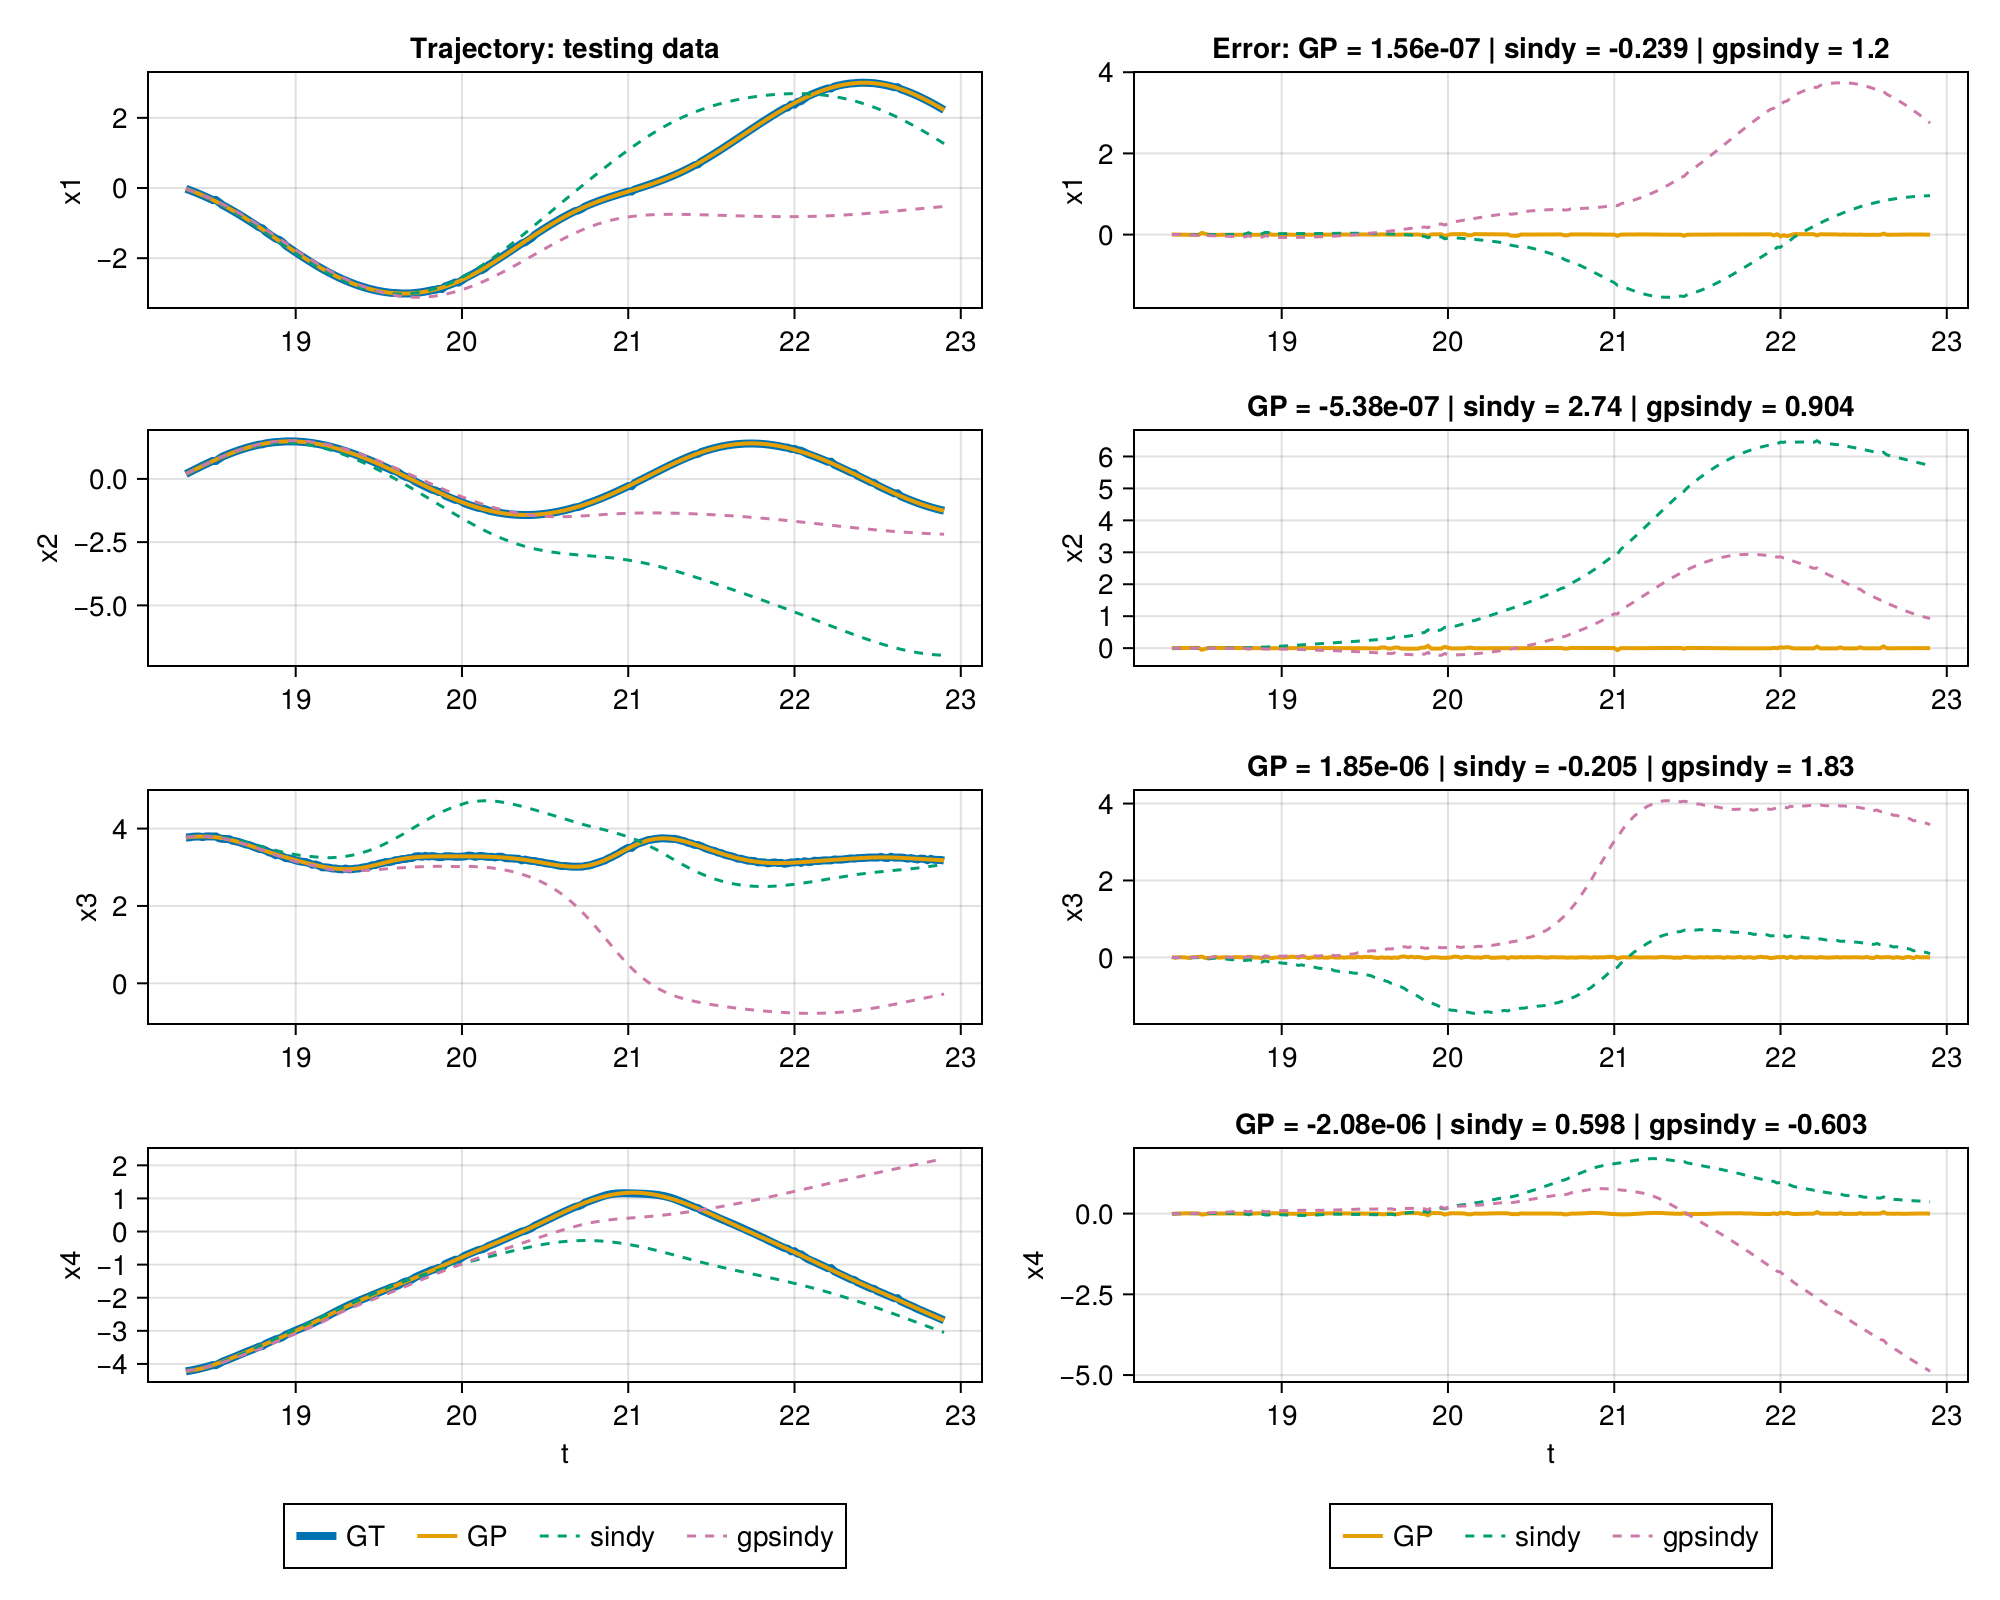 Trajectory: testing data
x1
2
0
−2
19 20 21 22 23
Error: GP = 1.56e-07 | sindy = -0.239 | gpsindy = 1.2
x1
4
2
0
19 20 21 22 23
x2
0.0
−2.5
−5.0
19 20 21 22 23
GP = -5.38e-07 | sindy = 2.74 | gpsindy = 0.904
x2
6
5
4
3
2
1
0
19 20 21 22 23
x3
4
2
0
19 20 21 22 23
GP = 1.85e-06 | sindy = -0.205 | gpsindy = 1.83
x3
4
2
0
19 20 21 22 23
x4
2
1
0
−1
−2
−3
−4
19 20 21 22 23
t
GP = -2.08e-06 | sindy = 0.598 | gpsindy = -0.603
x4
0.0
−2.5
−5.0
19 20 21 22 23
t
GT GP sindy gpsindy
GP sindy gpsindy